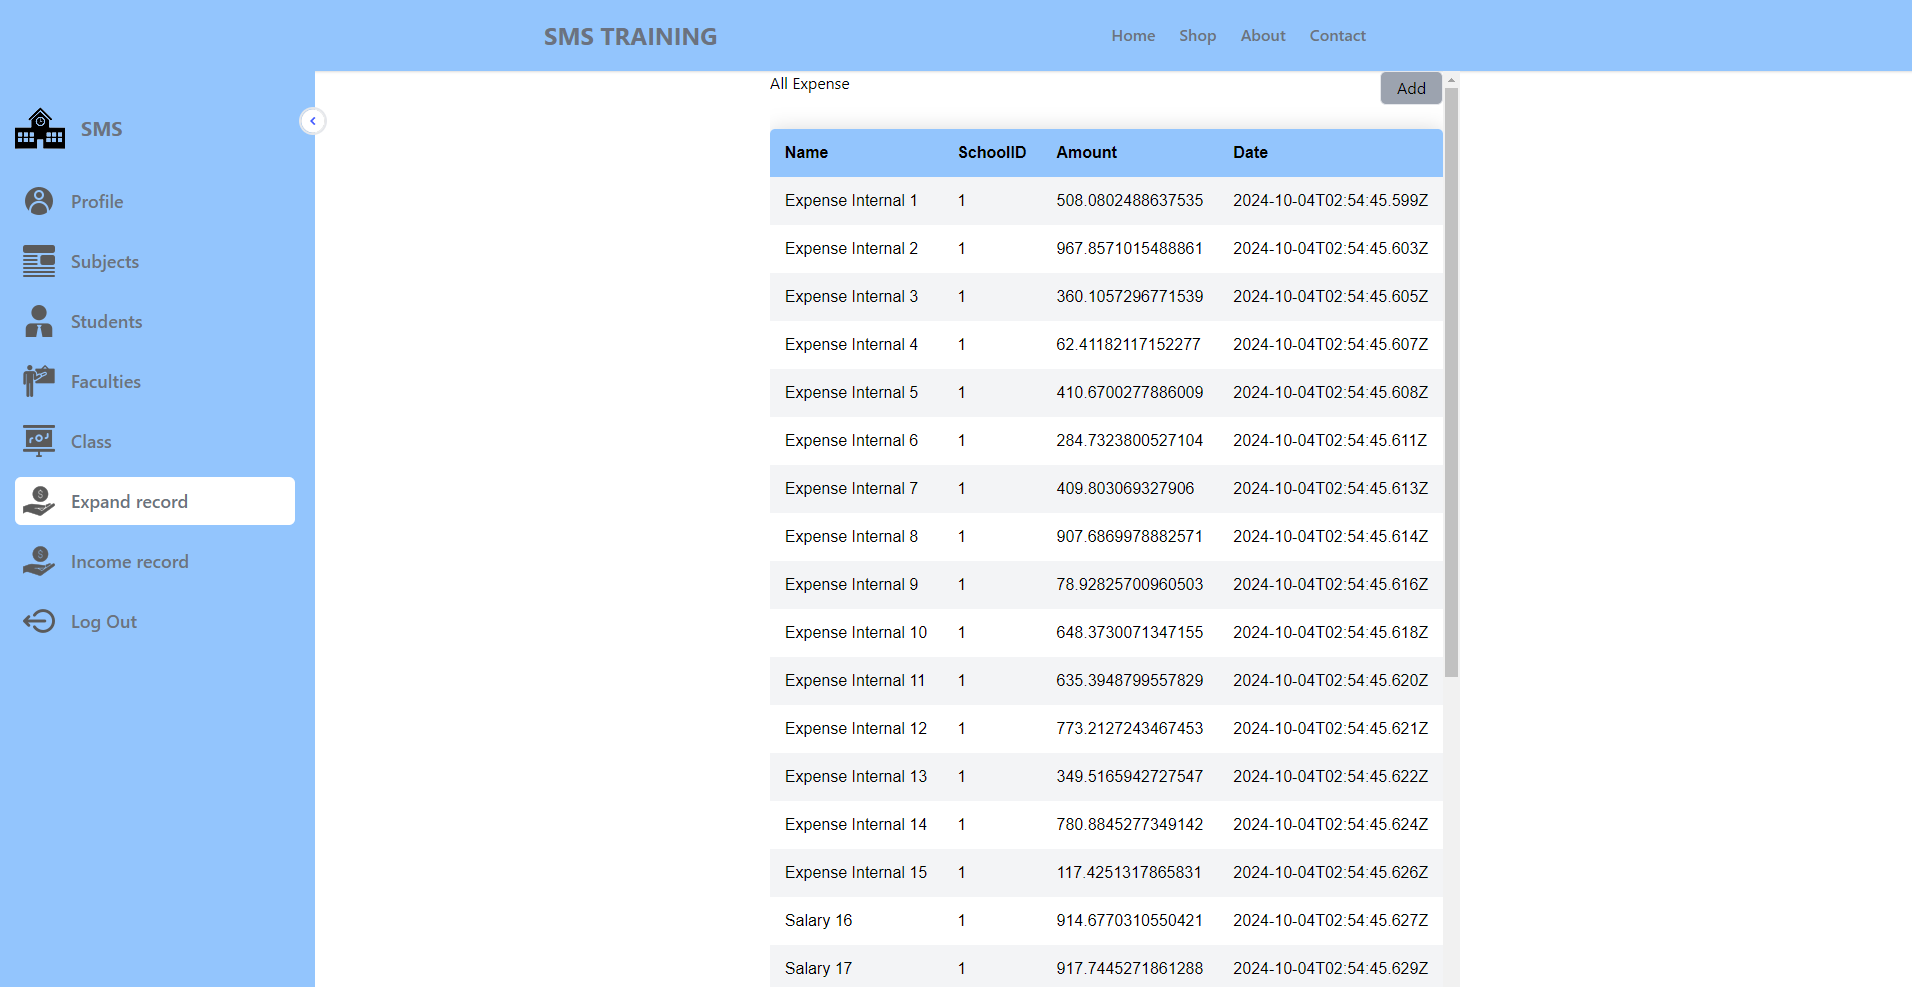 SMS TRAINING
Home Shop About Contact
SMS
Profile
Subjects
Students
Faculties
Class
Expand record
Income record
Log Out
All Expense
Add
Name SchoolID Amount Date
Expense Internal 1 1 508.0802488637535 2024-10-04T02:54:45.599Z
Expense Internal 2 1 967.8571015488861 2024-10-04T02:54:45.603Z
Expense Internal 3 1 360.1057296771539 2024-10-04T02:54:45.605Z
Expense Internal 4 1 62.41182117152277 2024-10-04T02:54:45.607Z
Expense Internal 5 1 410.6700277886009 2024-10-04T02:54:45.608Z
Expense Internal 6 1 284.7323800527104 2024-10-04T02:54:45.611Z
Expense Internal 7 1 409.803069327906 2024-10-04T02:54:45.613Z
Expense Internal 8 1 907.6869978882571 2024-10-04T02:54:45.614Z
Expense Internal 9 1 78.92825700960503 2024-10-04T02:54:45.616Z
Expense Internal 10 1 648.3730071347155 2024-10-04T02:54:45.618Z
Expense Internal 11 1 635.3948799557829 2024-10-04T02:54:45.620Z
Expense Internal 12 1 773.2127243467453 2024-10-04T02:54:45.621Z
Expense Internal 13 1 349.5165942727547 2024-10-04T02:54:45.622Z
Expense Internal 14 1 780.8845277349142 2024-10-04T02:54:45.624Z
Expense Internal 15 1 117.4251317865831 2024-10-04T02:54:45.626Z
Salary 16 1 914.6770310550421 2024-10-04T02:54:45.627Z
Salary 17 1 917.7445271861288 2024-10-04T02:54:45.629Z